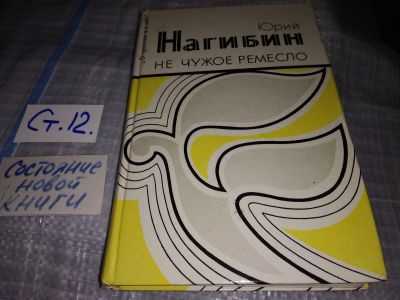 Юрий
Нагибин
НЕ ЧУЖОЕ РЕМЕСЛО
Ст.12.
Состояние
новой
книги